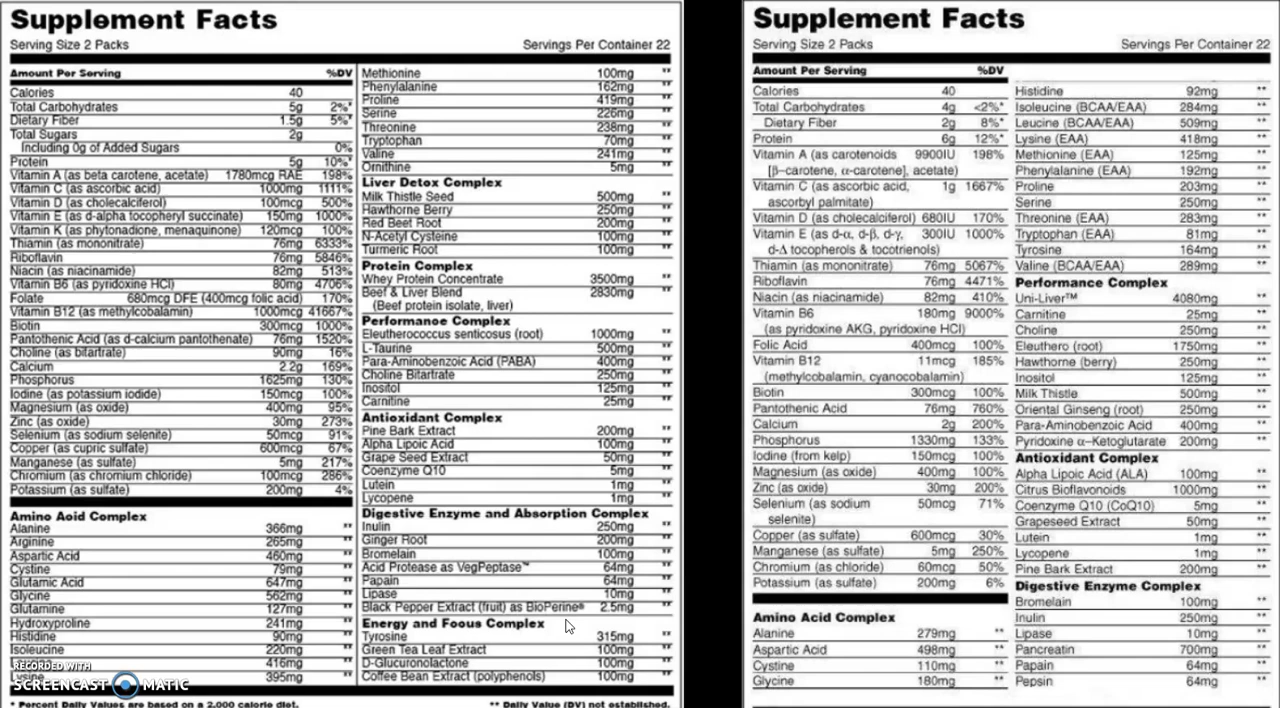 Supplement Facts
Serving Size 2 Packs Servings Per Container 22
Amount Per Serving %DV
Calories 40
Total Carbohydrates 5g 2%*
Dietary Fiber 1.5g 5%*
Total Sugars 2g
Including 0g of Added Sugars 0%
Protein 5g 10%*
Vitamin A (as beta carotene, acetate) 1780mcg RAE 198%
Vitamin C (as ascorbic acid) 1000mg 1111%
Vitamin D (as cholecalciferol) 100mcg 500%
Vitamin E (as d-alpha tocopheryl succinate) 150mg 1000%
Vitamin K (as phytonadione, menaquinone) 120mcg 100%
Thiamin (as mononitrate) 76mg 6333%
Riboflavin 76mg 5846%
Niacin (as niacinamide) 82mg 513%
Vitamin B6 (as pyridoxine HCl) 80mg 4706%
Folate 680mcg DFE (400mcg folic acid) 170%
Vitamin B12 (as methylcobalamin) 1000mcg 41667%
Biotin 300mcg 1000%
Pantothenic Acid (as d-calcium pantothenate) 76mg 1520%
Choline (as bitartrate) 90mg 16%
Calcium 2.2g 169%
Phosphorus 1625mg 130%
Iodine (as potassium iodide) 150mcg 100%
Magnesium (as oxide) 400mg 95%
Zinc (as oxide) 30mg 273%
Selenium (as sodium selenite) 50mcg 91%
Copper (as cupric sulfate) 600mcg 67%
Manganese (as sulfate) 5mg 217%
Chromium (as chromium chloride) 100mcg 286%
Potassium (as sulfate) 200mg 4%
Amino Acid Complex
Alanine 366mg **
Arginine 265mg **
Aspartic Acid 460mg **
Cystine 79mg **
Glutamic Acid 647mg **
Glycine 562mg **
Glutamine 127mg **
Hydroxyproline 241mg **
Histidine 90mg **
Isoleucine 220mg **
416mg **
Lysine 395mg **
RECORDED WITH
SCREENCAST MATIC
Methionine 100mg **
Phenylalanine 162mg **
Proline 419mg **
Serine 226mg **
Threonine 238mg **
Tryptophan 70mg **
Valine 241mg **
Ornithine 5mg **
Liver Detox Complex
Milk Thistle Seed 500mg **
Hawthorne Berry 250mg **
Red Beet Root 200mg **
N-Acetyl Cysteine 100mg **
Turmeric Root 100mg **
Protein Complex
Whey Protein Concentrate 3500mg **
Beef & Liver Blend 2830mg **
(Beef protein isolate, liver)
Performance Complex
Eleutherococcus senticosus (root) 1000mg **
L-Taurine 500mg **
Para-Aminobenzoic Acid (PABA) 400mg **
Choline Bitartrate 250mg **
Inositol 125mg **
Carnitine 25mg **
Antioxidant Complex
Pine Bark Extract 200mg **
Alpha Lipoic Acid 100mg **
Grape Seed Extract 50mg **
Coenzyme Q10 5mg **
Lutein 1mg **
Lycopene 1mg **
Digestive Enzyme and Absorption Complex
Inulin 250mg **
Ginger Root 200mg **
Bromelain 100mg **
Acid Protease as VegPeptase™ 64mg **
Papain 64mg **
Lipase 10mg **
Black Pepper Extract (fruit) as BioPerine® 2.5mg **
Energy and Focus Complex
Tyrosine 315mg **
Green Tea Leaf Extract 100mg **
D-Glucuronolactone 100mg **
Coffee Bean Extract (polyphenols) 100mg **
* Percent Daily Values are based on a 2,000 calorie diet. ** Daily Value (DV) not established.
Supplement Facts
Serving Size 2 Packs Servings Per Container 22
Amount Per Serving %DV
Calories 40
Total Carbohydrates 4g <2%*
Dietary Fiber 2g 8%*
Protein 6g 12%*
Vitamin A (as carotenoids 9900IU 198%
[β-carotene, α-carotene], acetate)
Vitamin C (as ascorbic acid, 1g 1667%
ascorbyl palmitate)
Vitamin D (as cholecalciferol) 680IU 170%
Vitamin E (as d-α, d-β, d-γ, 300IU 1000%
d-Δ tocopherols & tocotrienols)
Thiamin (as mononitrate) 76mg 5067%
Riboflavin 76mg 4471%
Niacin (as niacinamide) 82mg 410%
Vitamin B6 180mg 9000%
(as pyridoxine AKG, pyridoxine HCl)
Folic Acid 400mcg 100%
Vitamin B12 11mcg 185%
(methylcobalamin, cyanocobalamin)
Biotin 300mcg 100%
Pantothenic Acid 76mg 760%
Calcium 2g 200%
Phosphorus 1330mg 133%
Iodine (from kelp) 150mcg 100%
Magnesium (as oxide) 400mg 100%
Zinc (as oxide) 30mg 200%
Selenium (as sodium 50mcg 71%
selenite)
Copper (as sulfate) 600mcg 30%
Manganese (as sulfate) 5mg 250%
Chromium (as chloride) 60mcg 50%
Potassium (as sulfate) 200mg 6%
Amino Acid Complex
Alanine 279mg **
Aspartic Acid 498mg **
Cystine 110mg **
Glycine 180mg **
Histidine 92mg **
Isoleucine (BCAA/EAA) 284mg **
Leucine (BCAA/EAA) 509mg **
Lysine (EAA) 418mg **
Methionine (EAA) 125mg **
Phenylalanine (EAA) 192mg **
Proline 203mg **
Serine 250mg **
Threonine (EAA) 283mg **
Tryptophan (EAA) 81mg **
Tyrosine 164mg **
Valine (BCAA/EAA) 289mg **
Performance Complex
Uni-Liver™ 4080mg **
Carnitine 25mg **
Choline 250mg **
Eleuthero (root) 1750mg **
Hawthorne (berry) 250mg **
Inositol 125mg **
Milk Thistle 500mg **
Oriental Ginseng (root) 250mg **
Para-Aminobenzoic Acid 400mg **
Pyridoxine α–Ketoglutarate 200mg **
Antioxidant Complex
Alpha Lipoic Acid (ALA) 100mg **
Citrus Bioflavonoids 1000mg **
Coenzyme Q10 (CoQ10) 5mg **
Grapeseed Extract 50mg **
Lutein 1mg **
Lycopene 1mg **
Pine Bark Extract 200mg **
Digestive Enzyme Complex
Bromelain 100mg **
Inulin 250mg **
Lipase 10mg **
Pancreatin 700mg **
Papain 64mg **
Pepsin 64mg **